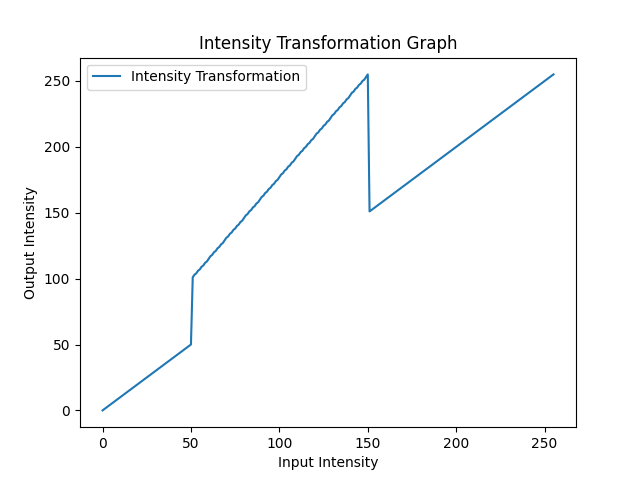 Intensity Transformation Graph
Intensity Transformation
Output Intensity
250
200
150
100
50
0
0 50 100 150 200 250
Input Intensity